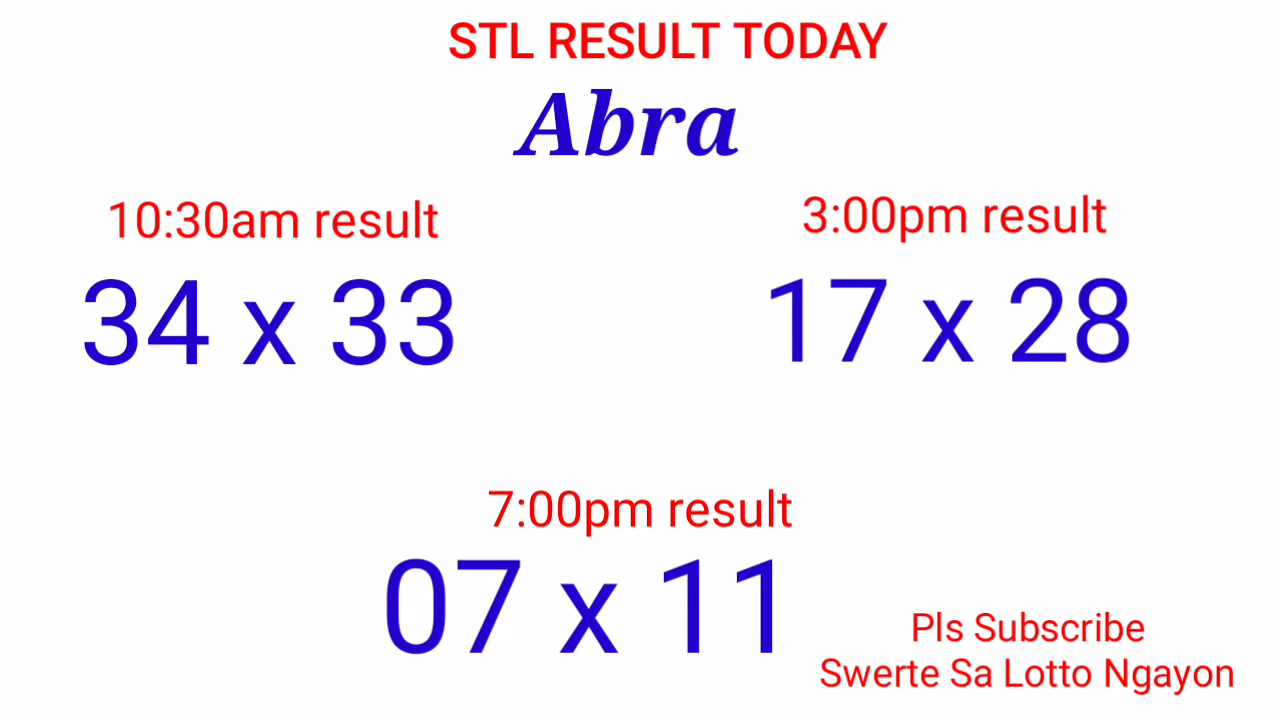 STL RESULT TODAY
Abra
10:30am result
34 x 33
3:00pm result
17 x 28
7:00pm result
07 x 11
Pls Subscribe
Swerte Sa Lotto Ngayon